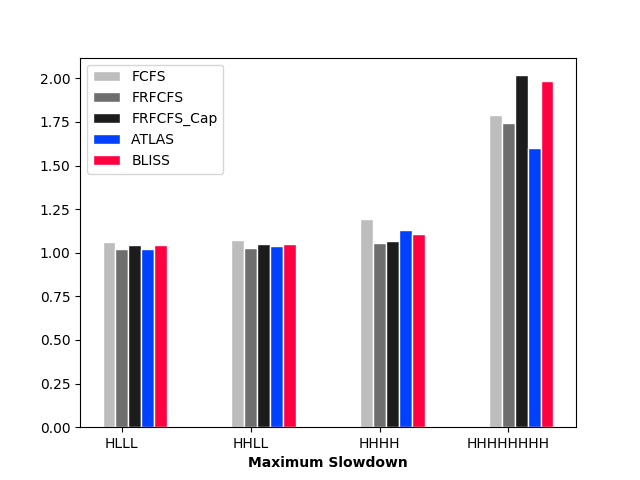 2.00
1.75
1.50
1.25
1.00
0.75
0.50
0.25
0.00
FCFS
FRFCFS
FRFCFS_Cap
ATLAS
BLISS
HLLL HHLL HHHH HHHHHHHH
Maximum Slowdown